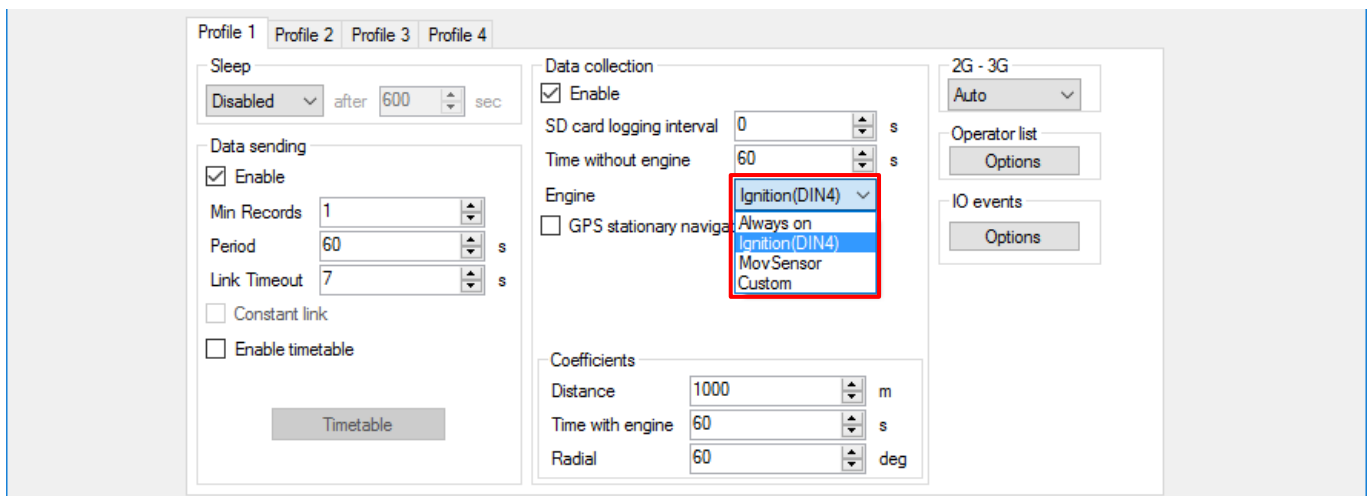 Profile 1 Profile 2 Profile 3 Profile 4
Sleep
Disabled after 600 sec
Data sending
Enable
Min Records 1
Period 60 s
Link Timeout 7 s
Constant link
Enable timetable
Timetable
Data collection
Enable
SD card logging interval 0 s
Time without engine 60 s
Engine Ignition(DIN4)
GPS stationary navigat
Always on
Ignition(DIN4)
MovSensor
Custom
Coefficients
Distance 1000 m
Time with engine 60 s
Radial 60 deg
2G - 3G
Auto
Operator list
Options
IO events
Options